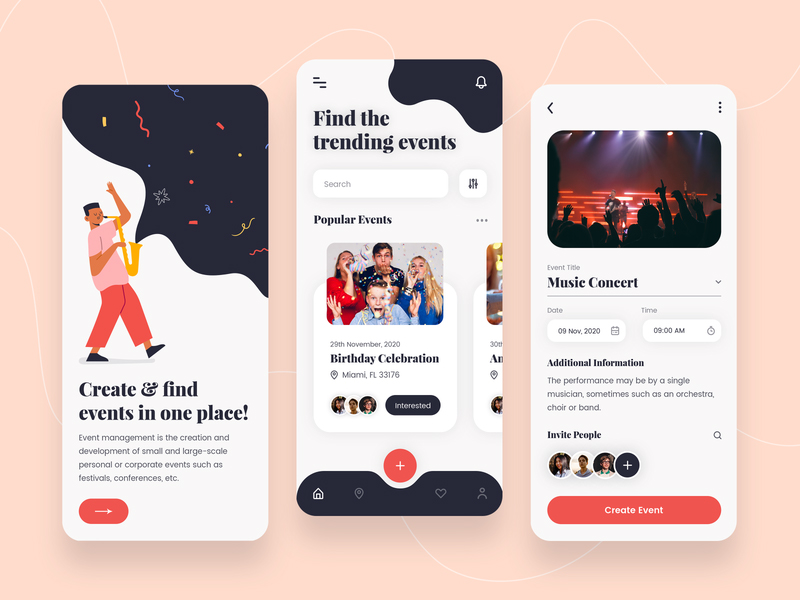 Create & find
events in one place!
Event management is the creation and
development of small and large-scale
personal or corporate events such as
festivals, conferences, etc.
Find the
trending events
Search
Popular Events
29th November, 2020
Birthday Celebration
Miami, FL 33176
Interested
30th
An
Event Title
Music Concert
Date
Time
09 Nov, 2020
09:00 AM
Additional Information
The performance may be by a single
musician, sometimes such as an orchestra,
choir or band.
Invite People
Create Event